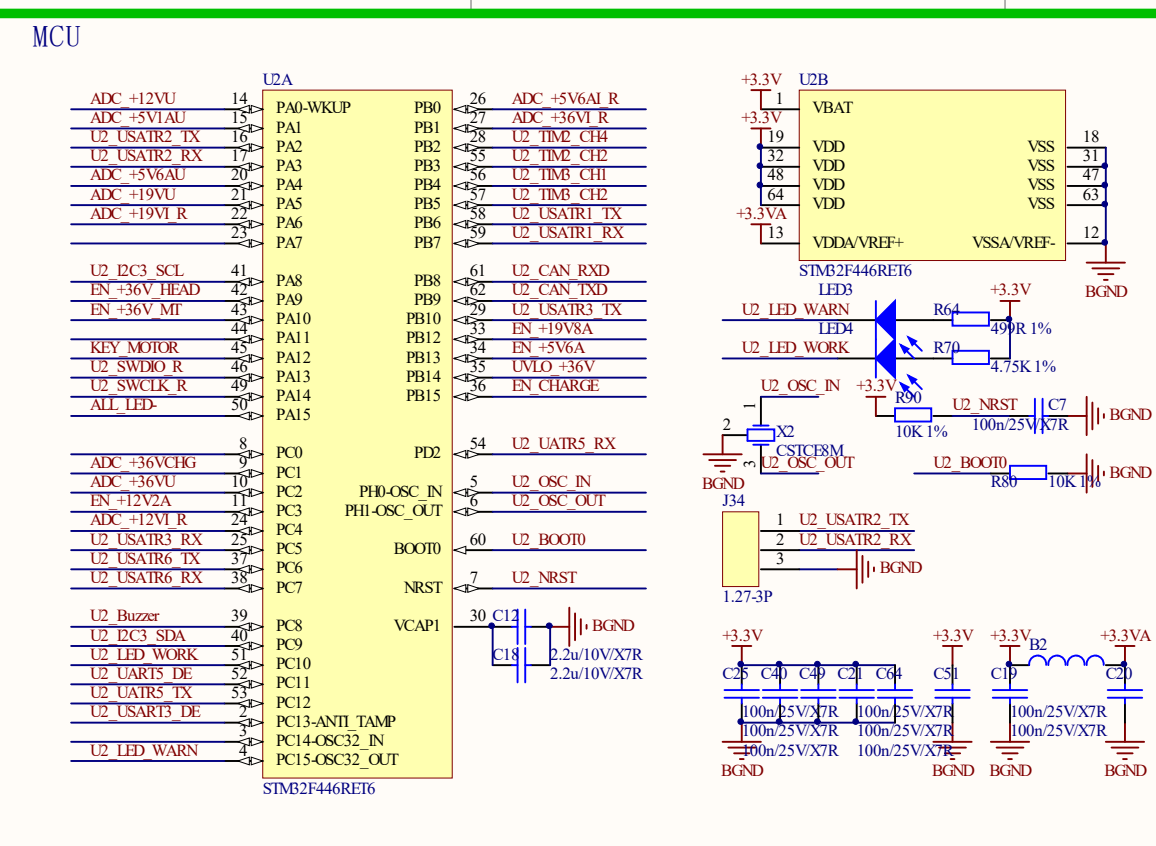 MCU
U2A
ADC_+12VU 14 PA0-WKUP PB0 26 ADC_+5V6AI_R
ADC_+5V1AU 15 PA1 PB1 27 ADC_+36VI_R
U2_USATR2_TX 16 PA2 PB2 28 U2_TIM2_CH4
U2_USATR2_RX 17 PA3 PB3 55 U2_TIM2_CH2
ADC_+5V6AU 20 PA4 PB4 56 U2_TIM3_CH1
ADC_+19VU 21 PA5 PB5 57 U2_TIM3_CH2
ADC_+19VI_R 22 PA6 PB6 58 U2_USATR1_TX
23 PA7 PB7 59 U2_USATR1_RX
U2_I2C3_SCL 41 PA8 PB8 61 U2_CAN_RXD
EN_+36V_HEAD 42 PA9 PB9 62 U2_CAN_TXD
EN_+36V_MT 43 PA10 PB10 29 U2_USATR3_TX
44 PA11 PB12 33 EN_+19V8A
KEY_MOTOR 45 PA12 PB13 34 EN_+5V6A
U2_SWDIO_R 46 PA13 PB14 35 UVLO_+36V
U2_SWCLK_R 49 PA14 PB15 36 EN_CHARGE
ALL_LED- 50 PA15
8 PC0 PD2 54 U2_UATR5_RX
ADC_+36VCHG 9 PC1
ADC_+36VU 10 PC2 PH0-OSC_IN 5 U2_OSC_IN
EN_+12V2A 11 PC3 PH1-OSC_OUT 6 U2_OSC_OUT
ADC_+12VI_R 24 PC4
U2_USATR3_RX 25 PC5 BOOT0 60 U2_BOOT0
U2_USATR6_TX 37 PC6
U2_USATR6_RX 38 PC7 NRST 7 U2_NRST
U2_Buzzer 39 PC8 VCAP1 30 C12 BGND
U2_I2C3_SDA 40 PC9
U2_LED_WORK 51 PC10 C18 2.2u/10V/X7R
U2_UART5_DE 52 PC11 2.2u/10V/X7R
U2_UATR5_TX 53 PC12
U2_USART3_DE 2 PC13-ANTI_TAMP
3 PC14-OSC32_IN
U2_LED_WARN 4 PC15-OSC32_OUT
STM32F446RET6
+3.3V U2B
1 VBAT
+3.3V
19 VDD VSS 18
32 VDD VSS 31
48 VDD VSS 47
64 VDD VSS 63
+3.3VA
13 VDDA/VREF+ VSSA/VREF- 12
STM32F446RET6
BGND
LED3 +3.3V
U2_LED_WARN R64
LED4 499R 1%
U2_LED_WORK R70
4.75K 1%
U2_OSC_IN +3.3V
1 R90 U2_NRST C7
2 X2 10K 1% 100n/25V/X7R BGND
CSTCE8M
3 U2_OSC_OUT U2_BOOT0
BGND R80 10K 1% BGND
J34
1 U2_USATR2_TX
2 U2_USATR2_RX
3 BGND
1.27-3P
+3.3V +3.3V +3.3V B2 +3.3VA
C25 C40 C49 C21 C64 C51 C19 C20
100n/25V/X7R 100n/25V/X7R 100n/25V/X7R
100n/25V/X7R 100n/25V/X7R 100n/25V/X7R
100n/25V/X7R 100n/25V/X7R
BGND BGND BGND BGND